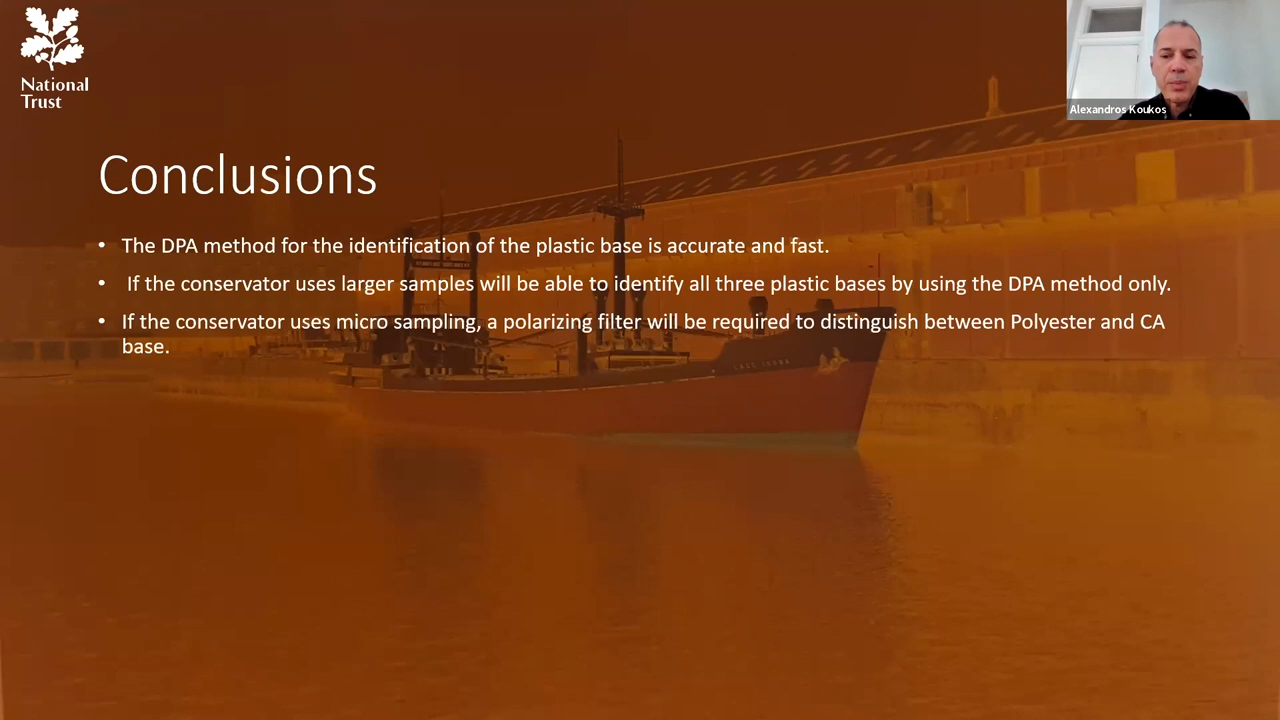 National
Trust
Alexandros Koukos
Conclusions
• The DPA method for the identification of the plastic base is accurate and fast.
• If the conservator uses larger samples will be able to identify all three plastic bases by using the DPA method only.
• If the conservator uses micro sampling, a polarizing filter will be required to distinguish between Polyester and CA
base.